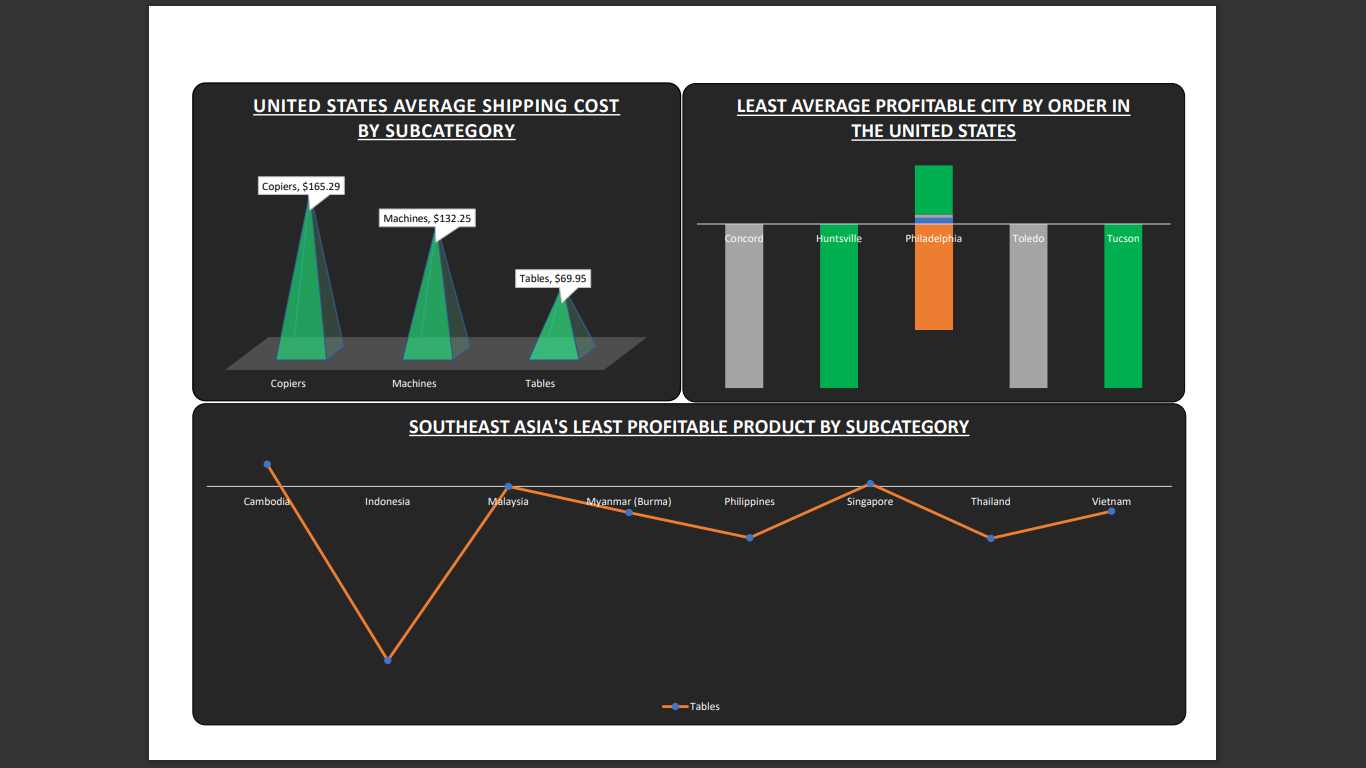 UNITED STATES AVERAGE SHIPPING COST
BY SUBCATEGORY
Copiers, $165.29
Machines, $132.25
Tables, $69.95
Copiers Machines Tables
LEAST AVERAGE PROFITABLE CITY BY ORDER IN
THE UNITED STATES
Concord Huntsville Philadelphia Toledo Tucson
SOUTHEAST ASIA'S LEAST PROFITABLE PRODUCT BY SUBCATEGORY
Cambodia Indonesia Malaysia Myanmar (Burma) Philippines Singapore Thailand Vietnam
Tables